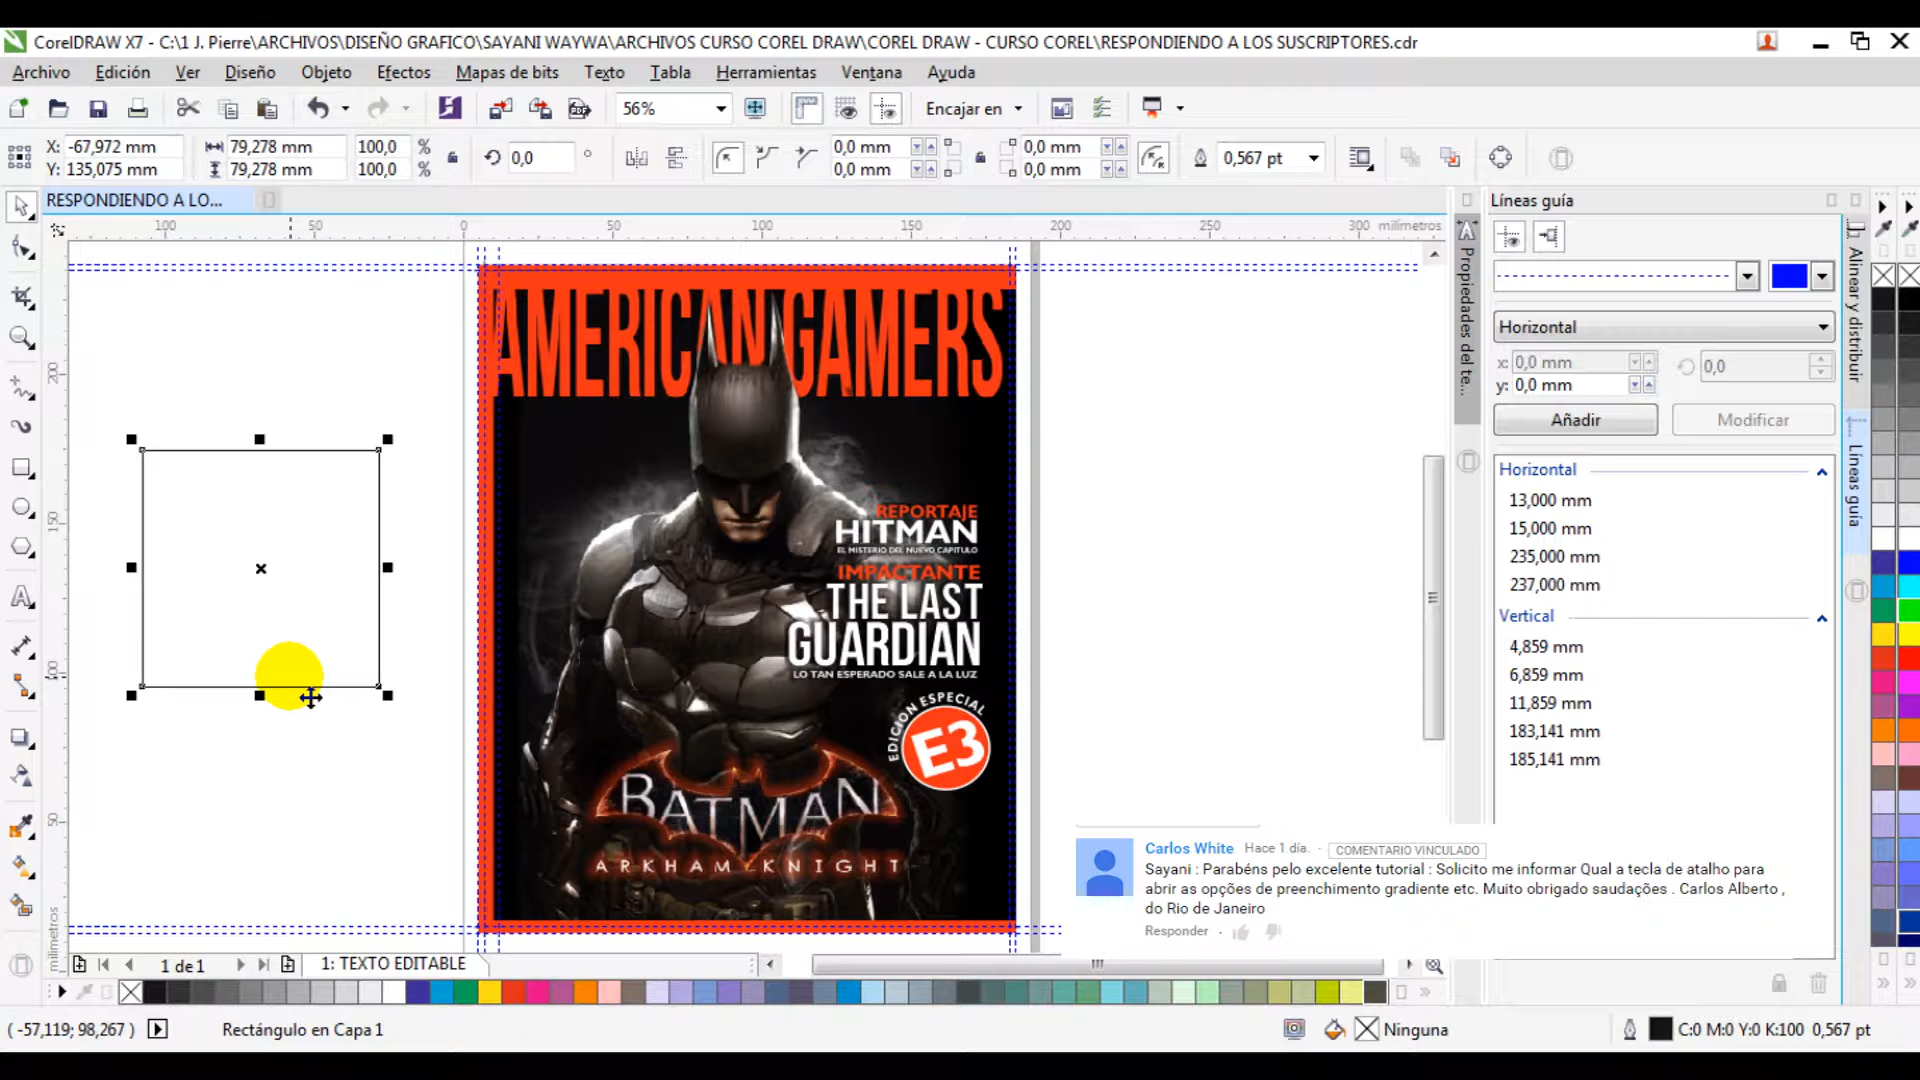 CorelDRAW X7 - C:\1 J. Pierre\ARCHIVOS\DISEÑO GRAFICO\SAYANI WAYWA\ARCHIVOS CURSO COREL DRAW\COREL DRAW - CURSO COREL\RESPONDIENDO A LOS SUSCRIPTORES.cdr
Archivo Edición Ver Diseño Objeto Efectos Mapas de bits Texto Tabla Herramientas Ventana Ayuda
56% Encajar en
X: -67,972 mm 79,278 mm 100,0 % 0,0 ° 0,0 mm 0,0 mm 0,567 pt
Y: 135,075 mm 79,278 mm 100,0 % 0,0 mm 0,0 mm
RESPONDIENDO A LO...
100 50 0 50 100 150 200 250 300 milímetros
200
150
100
50
milímetros
AMERICAN GAMERS
REPORTAJE
HITMAN
EL MISTERIO DEL NUEVO CAPITULO
IMPACTANTE
THE LAST
GUARDIAN
LO TAN ESPERADO SALE A LA LUZ
EDICION ESPECIAL
E3
BATMAN
ARKHAM KNIGHT
Propiedades del te...
Líneas guía
Horizontal
x: 0,0 mm 0,0
y: 0,0 mm
Añadir Modificar
Horizontal
13,000 mm
15,000 mm
235,000 mm
237,000 mm
Vertical
4,859 mm
6,859 mm
11,859 mm
183,141 mm
185,141 mm
Alinear y distribuir
Líneas guía
Carlos White Hace 1 día. · COMENTARIO VINCULADO
Sayani : Parabéns pelo excelente tutorial : Solicito me informar Qual a tecla de atalho para
abrir as opções de preenchimento gradiente etc. Muito obrigado saudações . Carlos Alberto ,
do Rio de Janeiro
Responder ·
1 de 1 1: TEXTO EDITABLE
( -57,119; 98,267 ) Rectángulo en Capa 1 Ninguna C:0 M:0 Y:0 K:100 0,567 pt